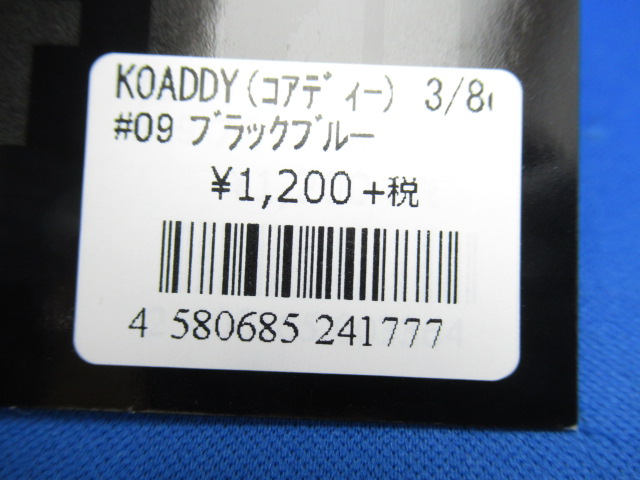 KOADDY(ｺｱﾃﾞｨｰ) 3/8
#09 ﾌﾞﾗｯｸﾌﾞﾙｰ
¥1,200+税
4 580685 241777